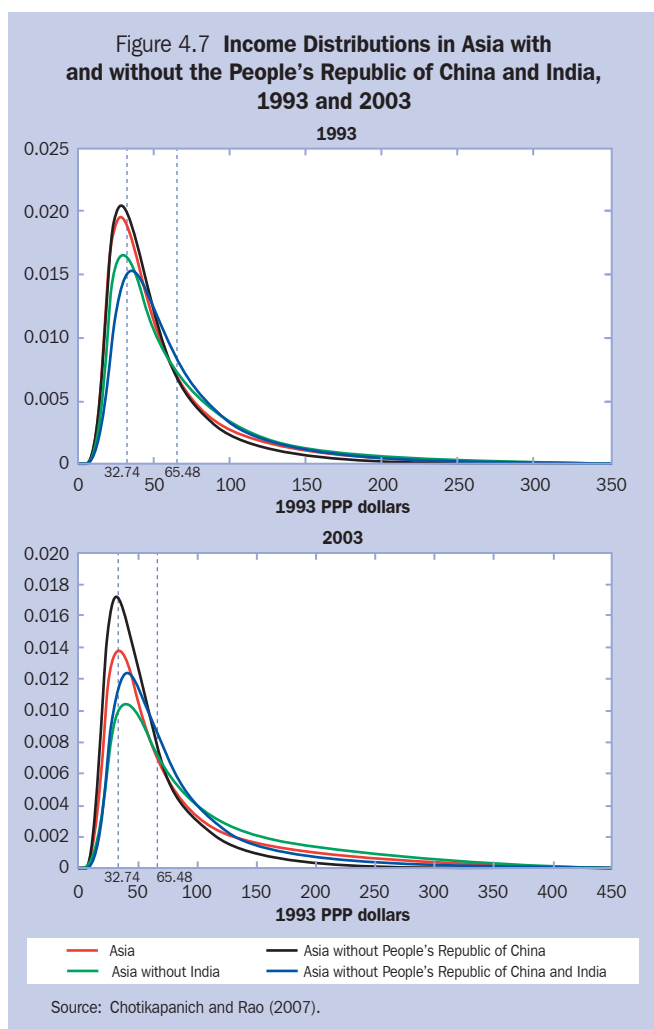 Figure 4.7 Income Distributions in Asia with
and without the People's Republic of China and India,
1993 and 2003
1993
0.025
0.020
0.015
0.010
0.005
0
32.74 65.48
0 50 100 150 200 250 300 350
1993 PPP dollars
2003
0.020
0.018
0.016
0.014
0.012
0.010
0.008
0.006
0.004
0.002
0
32.74 65.48
0 50 100 150 200 250 300 350 400 450
1993 PPP dollars
Asia Asia without People's Republic of China
Asia without India Asia without People's Republic of China and India
Source: Chotikapanich and Rao (2007).